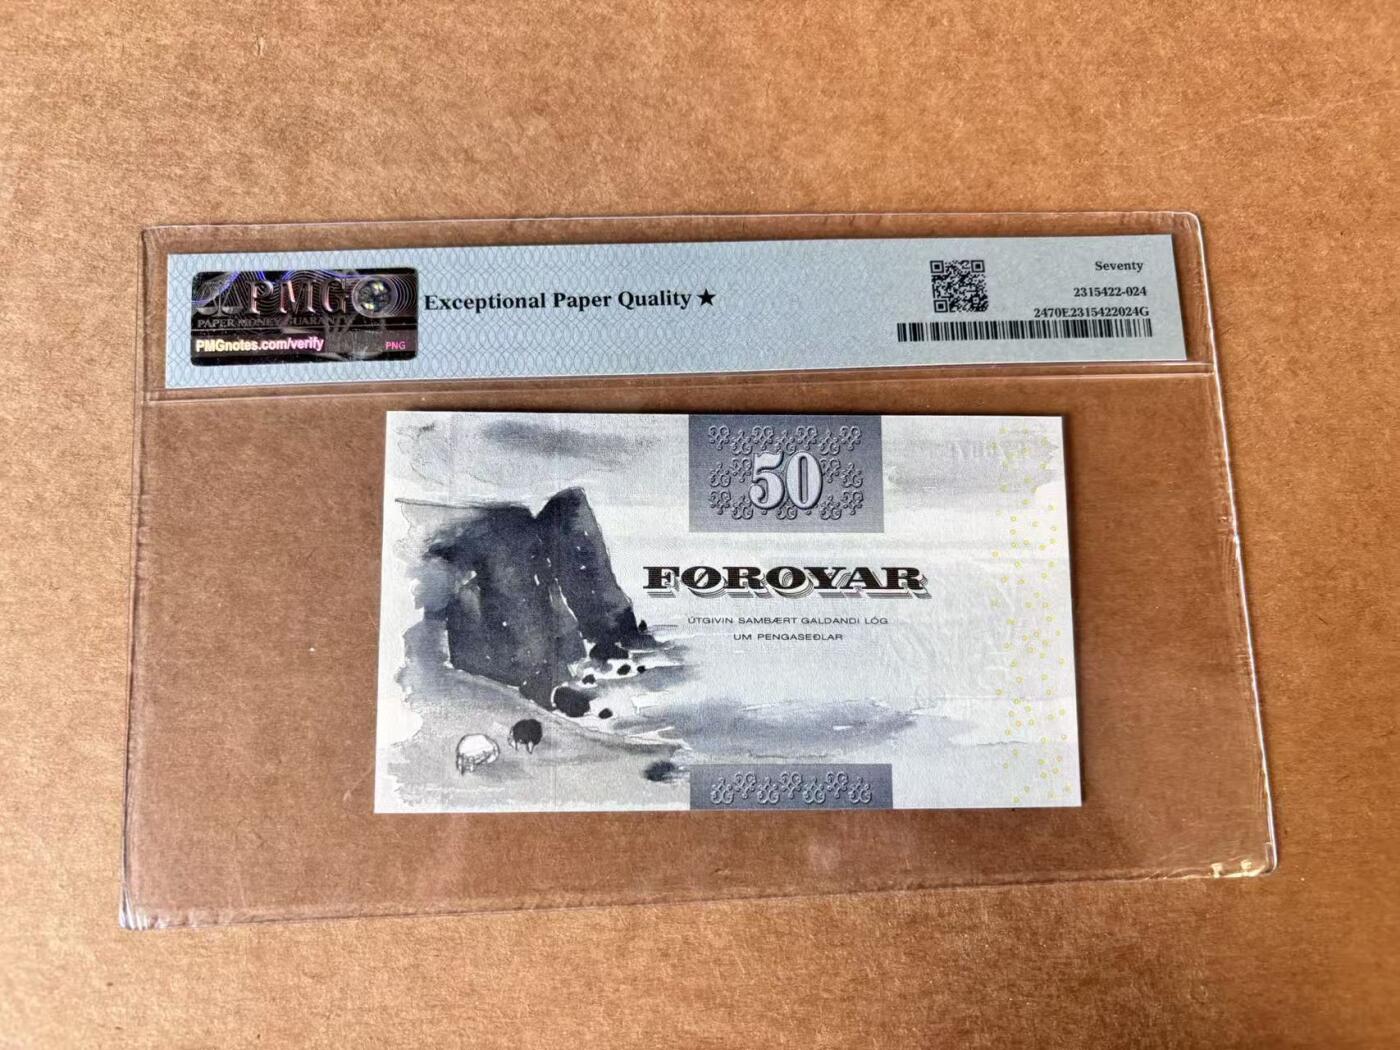 PMG
PAPER MONEY GUARANTY
PMGnotes.com/verify
PNG
Exceptional Paper Quality ★
Seventy
2315422-024
2470E2315422024G
50
FØROYAR
ÚTGIVIN SAMBÆRT GALDANDI LÓG
UM PENGASEÐLAR